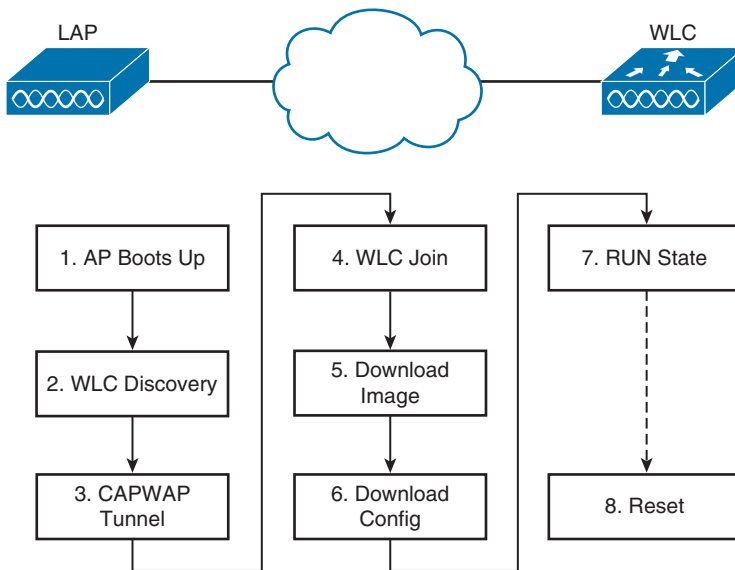 LAP
WLC
1. AP Boots Up
2. WLC Discovery
3. CAPWAP
Tunnel
4. WLC Join
5. Download
Image
6. Download
Config
7. RUN State
8. Reset